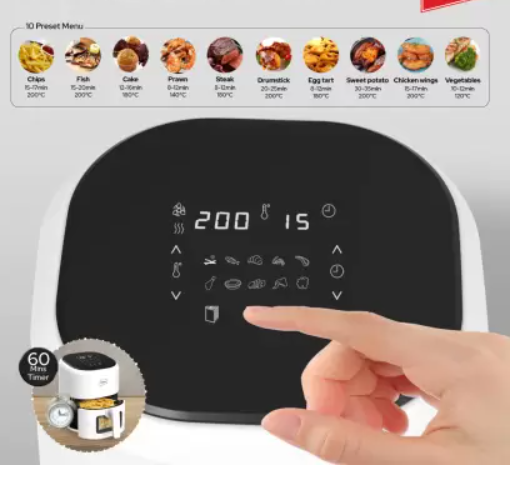 10 Preset Menu
Chips Fish Cake Prawn Steak Drumstick Egg tart Sweet potato Chicken wings Vegetables
15-17min 15-20min 12-16min 8-12min 8-12min 20-25min 8-12min 30-35min 15-17min 10-12min
200°C 200°C 160°C 140°C 180°C 200°C 160°C 200°C 200°C 120°C
200 15
60
Mins
Timer